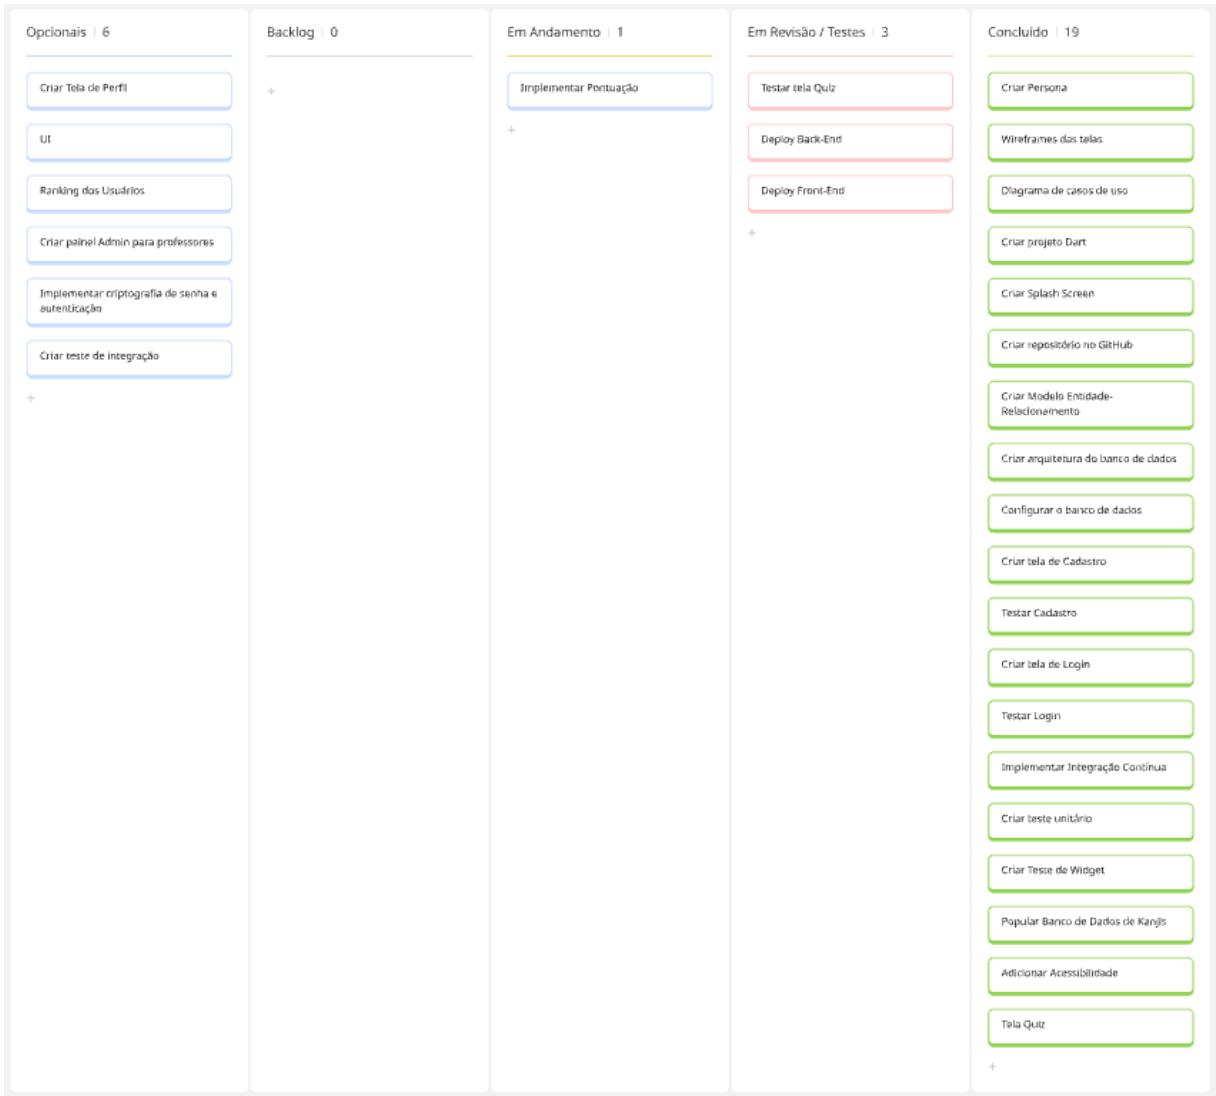 Opcionais | 6
Criar Tela de Perfil
UI
Ranking dos Usuários
Criar painel Admin para professores
Implementar criptografia de senha e
autenticação
Criar teste de integração
+
Backlog | 0
+
Em Andamento | 1
Implementar Pontuação
+
Em Revisão / Testes | 3
Testar tela Quiz
Deploy Back-End
Deploy Front-End
+
Concluído | 19
Criar Persona
Wireframes das telas
Diagrama de casos de uso
Criar projeto Dart
Criar Splash Screen
Criar repositório no GitHub
Criar Modelo Entidade-
Relacionamento
Criar arquitetura do banco de dados
Configurar o banco de dados
Criar tela de Cadastro
Testar Cadastro
Criar tela de Login
Testar Login
Implementar Integração Contínua
Criar teste unitário
Criar Teste de Widget
Popular Banco de Dados de Kanjis
Adicionar Acessibilidade
Tela Quiz
+